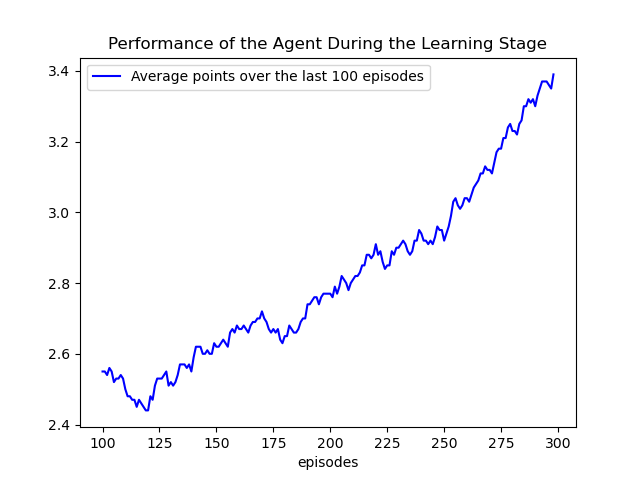 Performance of the Agent During the Learning Stage
Average points over the last 100 episodes
3.4
3.2
3.0
2.8
2.6
2.4
100 125 150 175 200 225 250 275 300
episodes